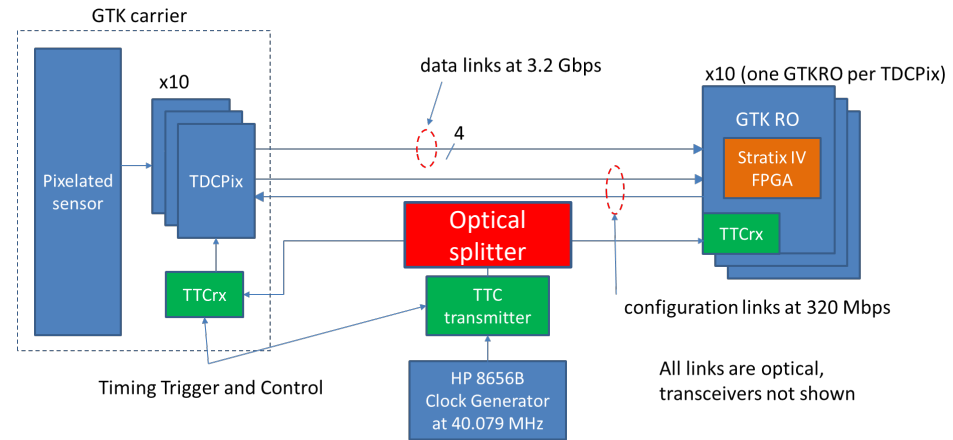 GTK carrier
x10
data links at 3.2 Gbps
x10 (one GTKRO per TDCPix)
4
GTK RO
Stratix IV
FPGA
Pixelated
sensor
TDCPix
Optical
splitter
TTCrx
TTCrx
TTC
transmitter
configuration links at 320 Mbps
Timing Trigger and Control
HP 8656B
Clock Generator
at 40.079 MHz
All links are optical,
transceivers not shown